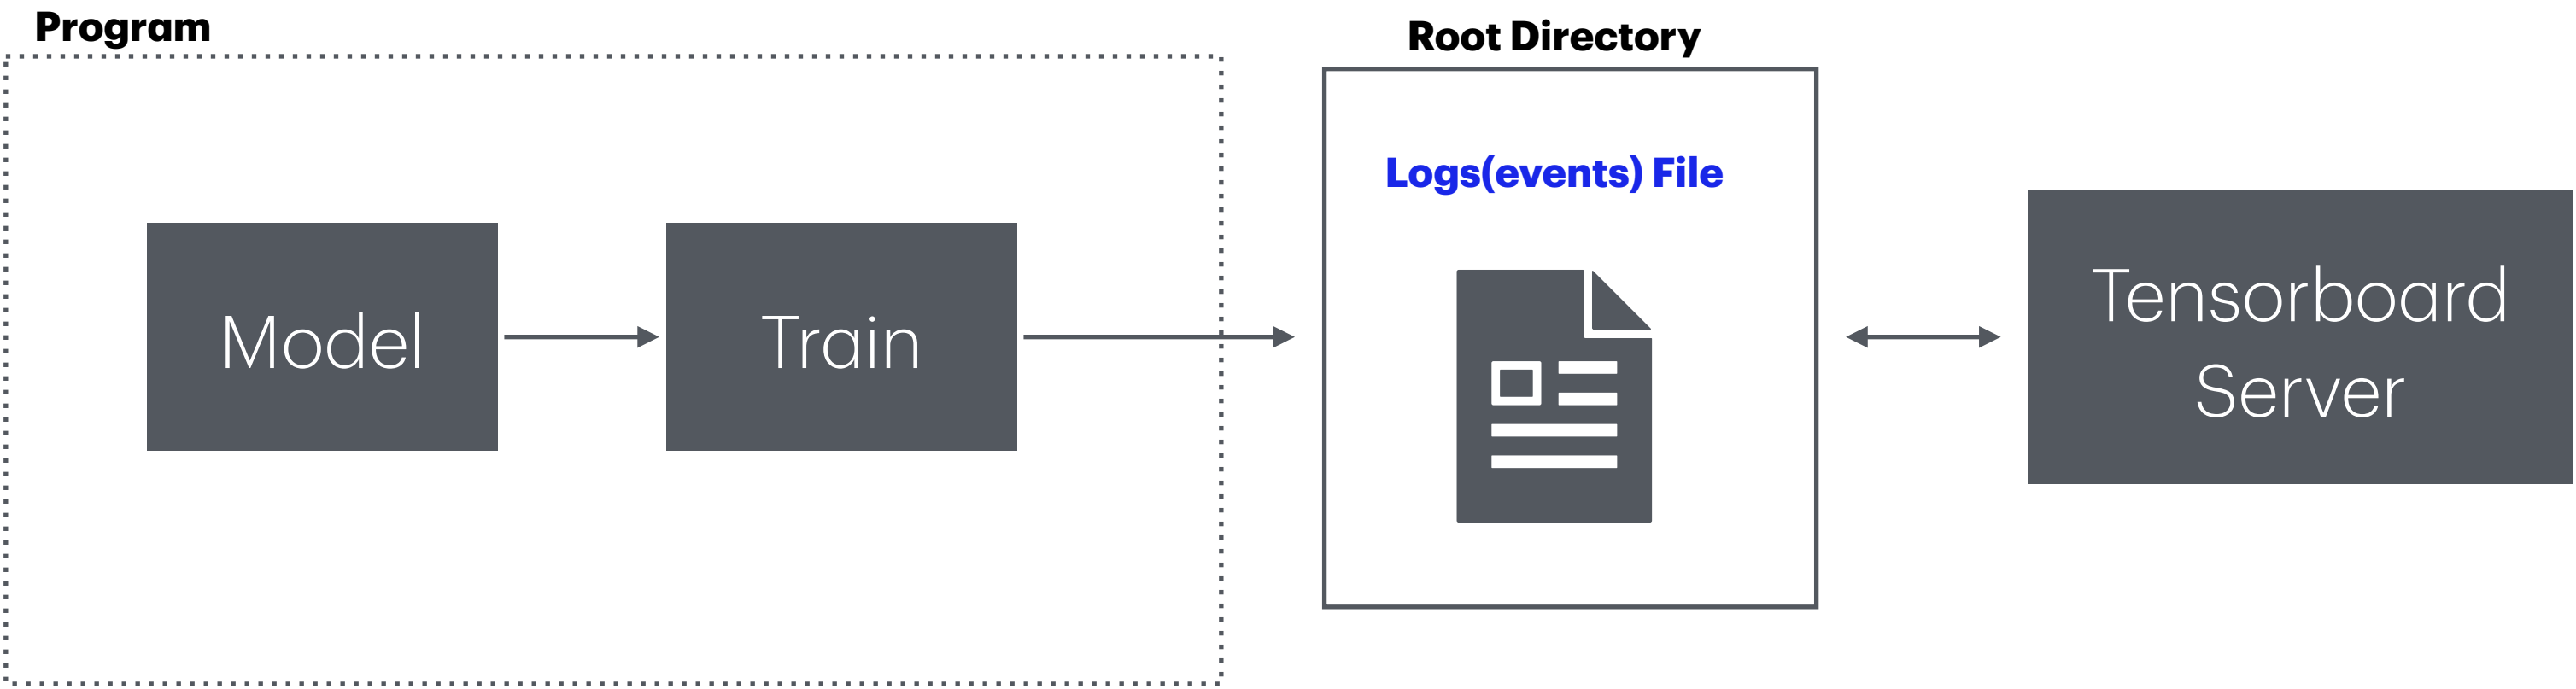 Program
Root Directory
Logs(events) File
Model
Train
Tensorboard
Server